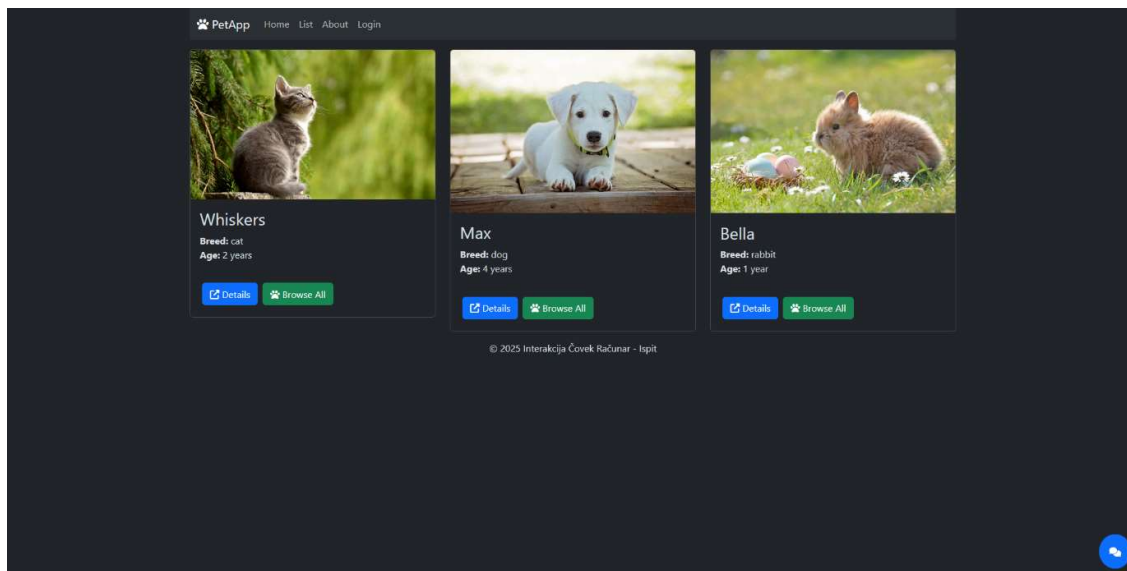 PetApp Home List About Login
Whiskers
Breed: cat
Age: 2 years
Details Browse All
Max
Breed: dog
Age: 4 years
Details Browse All
Bella
Breed: rabbit
Age: 1 year
Details Browse All
© 2025 Interakcija Čovek Računar - Ispit